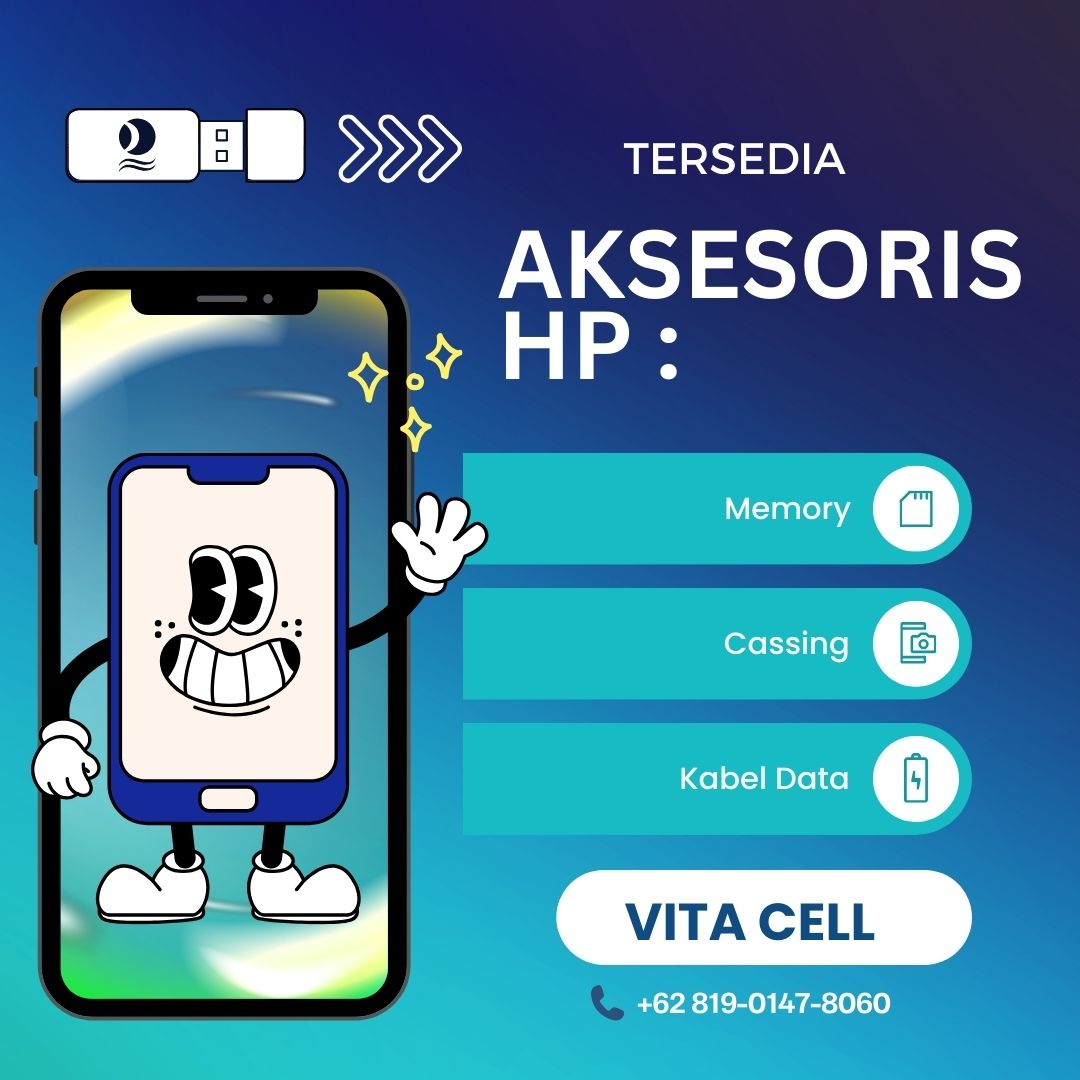 TERSEDIA
AKSESORIS
HP :
Memory
Cassing
Kabel Data
VITA CELL
+62 819-0147-8060